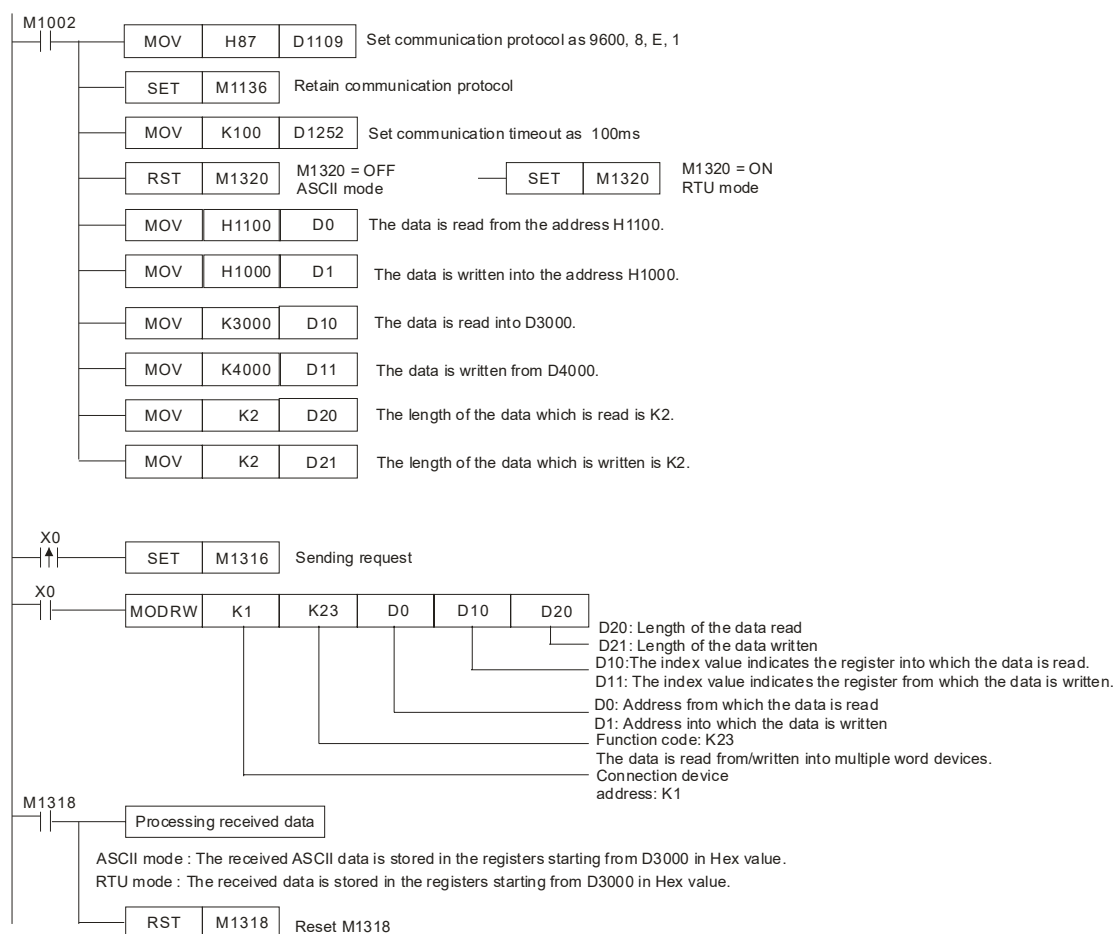 M1002
MOV H87 D1109 Set communication protocol as 9600, 8, E, 1
SET M1136 Retain communication protocol
MOV K100 D1252 Set communication timeout as 100ms
RST M1320 M1320 = OFF
ASCII mode
SET M1320 M1320 = ON
RTU mode
MOV H1100 D0 The data is read from the address H1100.
MOV H1000 D1 The data is written into the address H1000.
MOV K3000 D10 The data is read into D3000.
MOV K4000 D11 The data is written from D4000.
MOV K2 D20 The length of the data which is read is K2.
MOV K2 D21 The length of the data which is written is K2.
X0
SET M1316 Sending request
X0
MODRW K1 K23 D0 D10 D20
D20: Length of the data read
D21: Length of the data written
D10:The index value indicates the register into which the data is read.
D11: The index value indicates the register from which the data is written.
D0: Address from which the data is read
D1: Address into which the data is written
Function code: K23
The data is read from/written into multiple word devices.
Connection device
address: K1
M1318
Processing received data
ASCII mode : The received ASCII data is stored in the registers starting from D3000 in Hex value.
RTU mode : The received data is stored in the registers starting from D3000 in Hex value.
RST M1318 Reset M1318